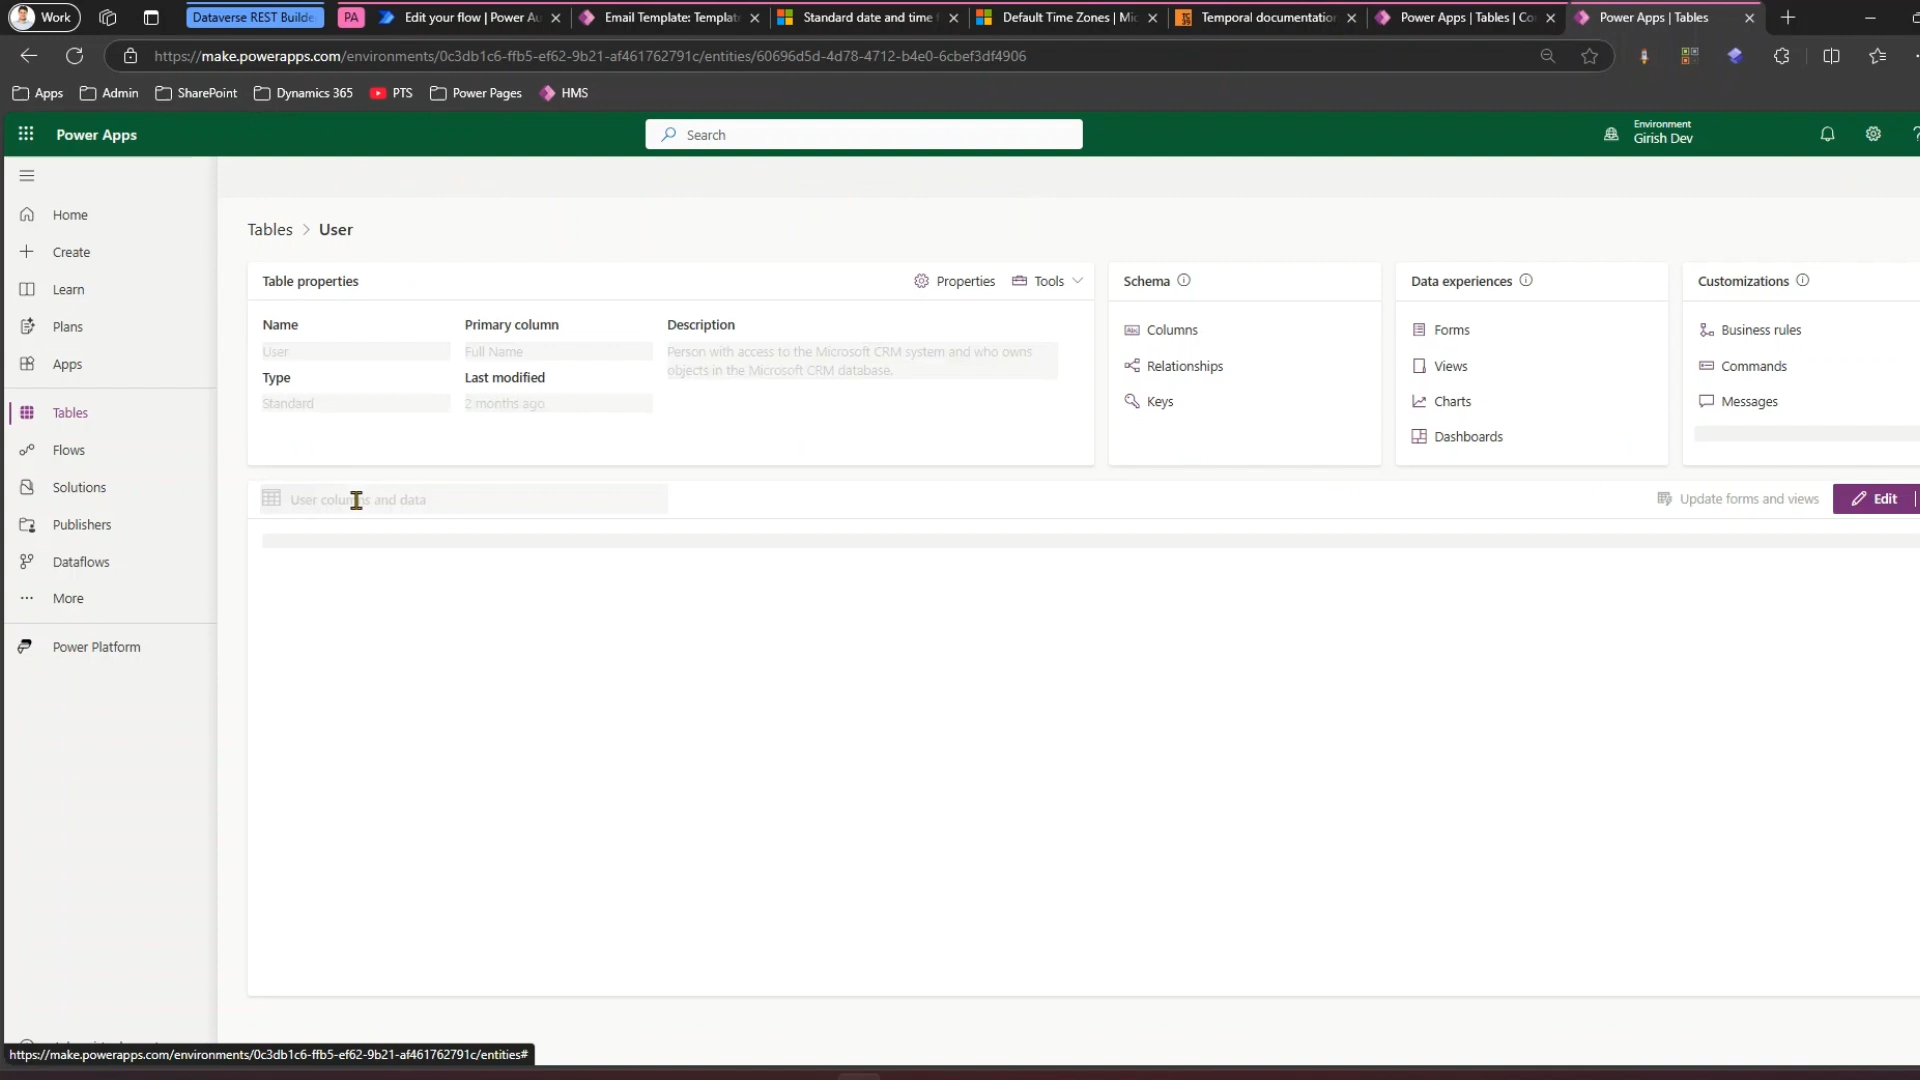 Work
Dataverse REST Builde
PA
Edit your flow | Power Au
Email Template: Templat
Standard date and time f
Default Time Zones | Mic
Temporal documentation
Power Apps | Tables | Co
Power Apps | Tables
https://make.powerapps.com/environments/0c3db1c6-ffb5-ef62-9b21-af461762791c/entities/60696d5d-4d78-4712-b4e0-6cbef3df4906
Apps
Admin
SharePoint
Dynamics 365
PTS
Power Pages
HMS
Power Apps
Search
Environment
Girish Dev
Home
Create
Learn
Plans
Apps
Tables
Flows
Solutions
Publishers
Dataflows
More
Power Platform
Tables > User
Table properties
Properties
Tools
Name
Primary column
Description
User
Full Name
Person with access to the Microsoft CRM system and who owns
objects in the Microsoft CRM database.
Type
Last modified
Standard
2 months ago
Schema
Columns
Relationships
Keys
Data experiences
Forms
Views
Charts
Dashboards
Customizations
Business rules
Commands
Messages
User columns and data
Update forms and views
Edit
https://make.powerapps.com/environments/0c3db1c6-ffb5-ef62-9b21-af461762791c/entities#